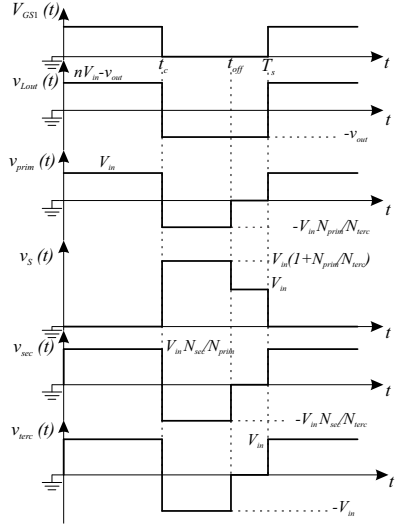 V_GS1
t_c t_off T_s t
v_Lout(t) nV_in-v_out
t
-v_out
v_prim (t) V_in
t
-V_in N_prim/N_terc
v_S (t) V_in(1+N_prim/N_terc)
V_in
t
v_sec (t) V_in N_sec/N_prim
t
-V_in N_sec/N_terc
v_terc (t) V_in
t
-V_in